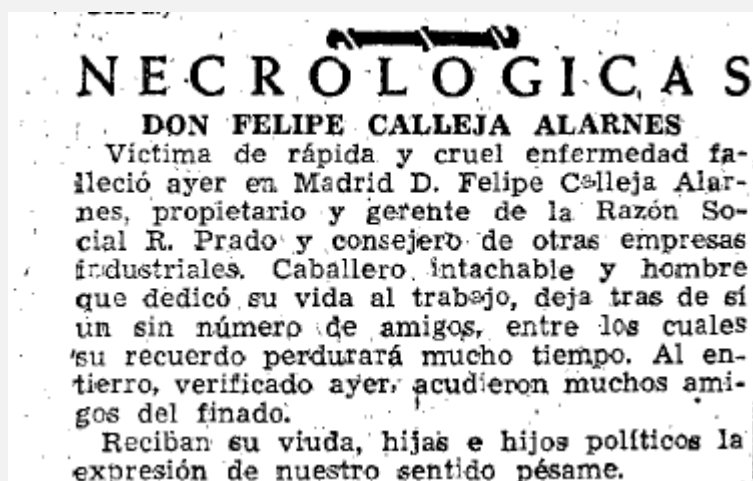 NECROLOGICAS
DON FELIPE CALLEJA ALARNES
Víctima de rápida y cruel enfermedad fa-
lleció ayer en Madrid D. Felipe Calleja Alar-
nes, propietario y gerente de la Razón So-
cial R. Prado y consejero de otras empresas
industriales. Caballero intachable y hombre
que dedicó su vida al trabajo, deja tras de sí
un sin número de amigos, entre los cuales
su recuerdo perdurará mucho tiempo. Al en-
tierro, verificado ayer, acudieron muchos ami-
gos del finado.
Reciban su viuda, hijas e hijos políticos la
expresión de nuestro sentido pésame.